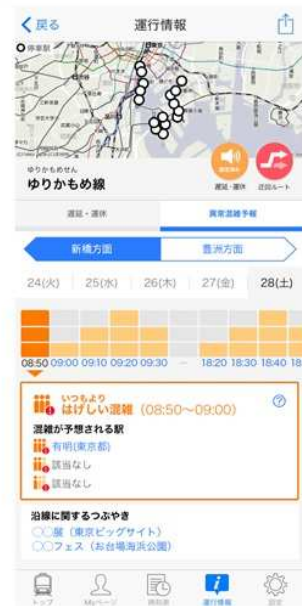 戻る 運行情報
停車駅
ゆりかもめせん
ゆりかもめ線
遅延・運休 迂回ルート
遅延・運休 異常混雑予報
新橋方面 豊洲方面
24(火) 25(水) 26(木) 27(金) 28(土)
08:50 09:00 09:10 09:20 09:30 … 18:20 18:30 18:40 18
いつもより
はげしい混雑 (08:50〜09:00)
混雑が予想される駅
有明(東京都)
該当なし
該当なし
沿線に関するつぶやき
○○展（東京ビッグサイト）
○○フェス（お台場海浜公園）
トップ Myページ 時刻表 運行情報 設定